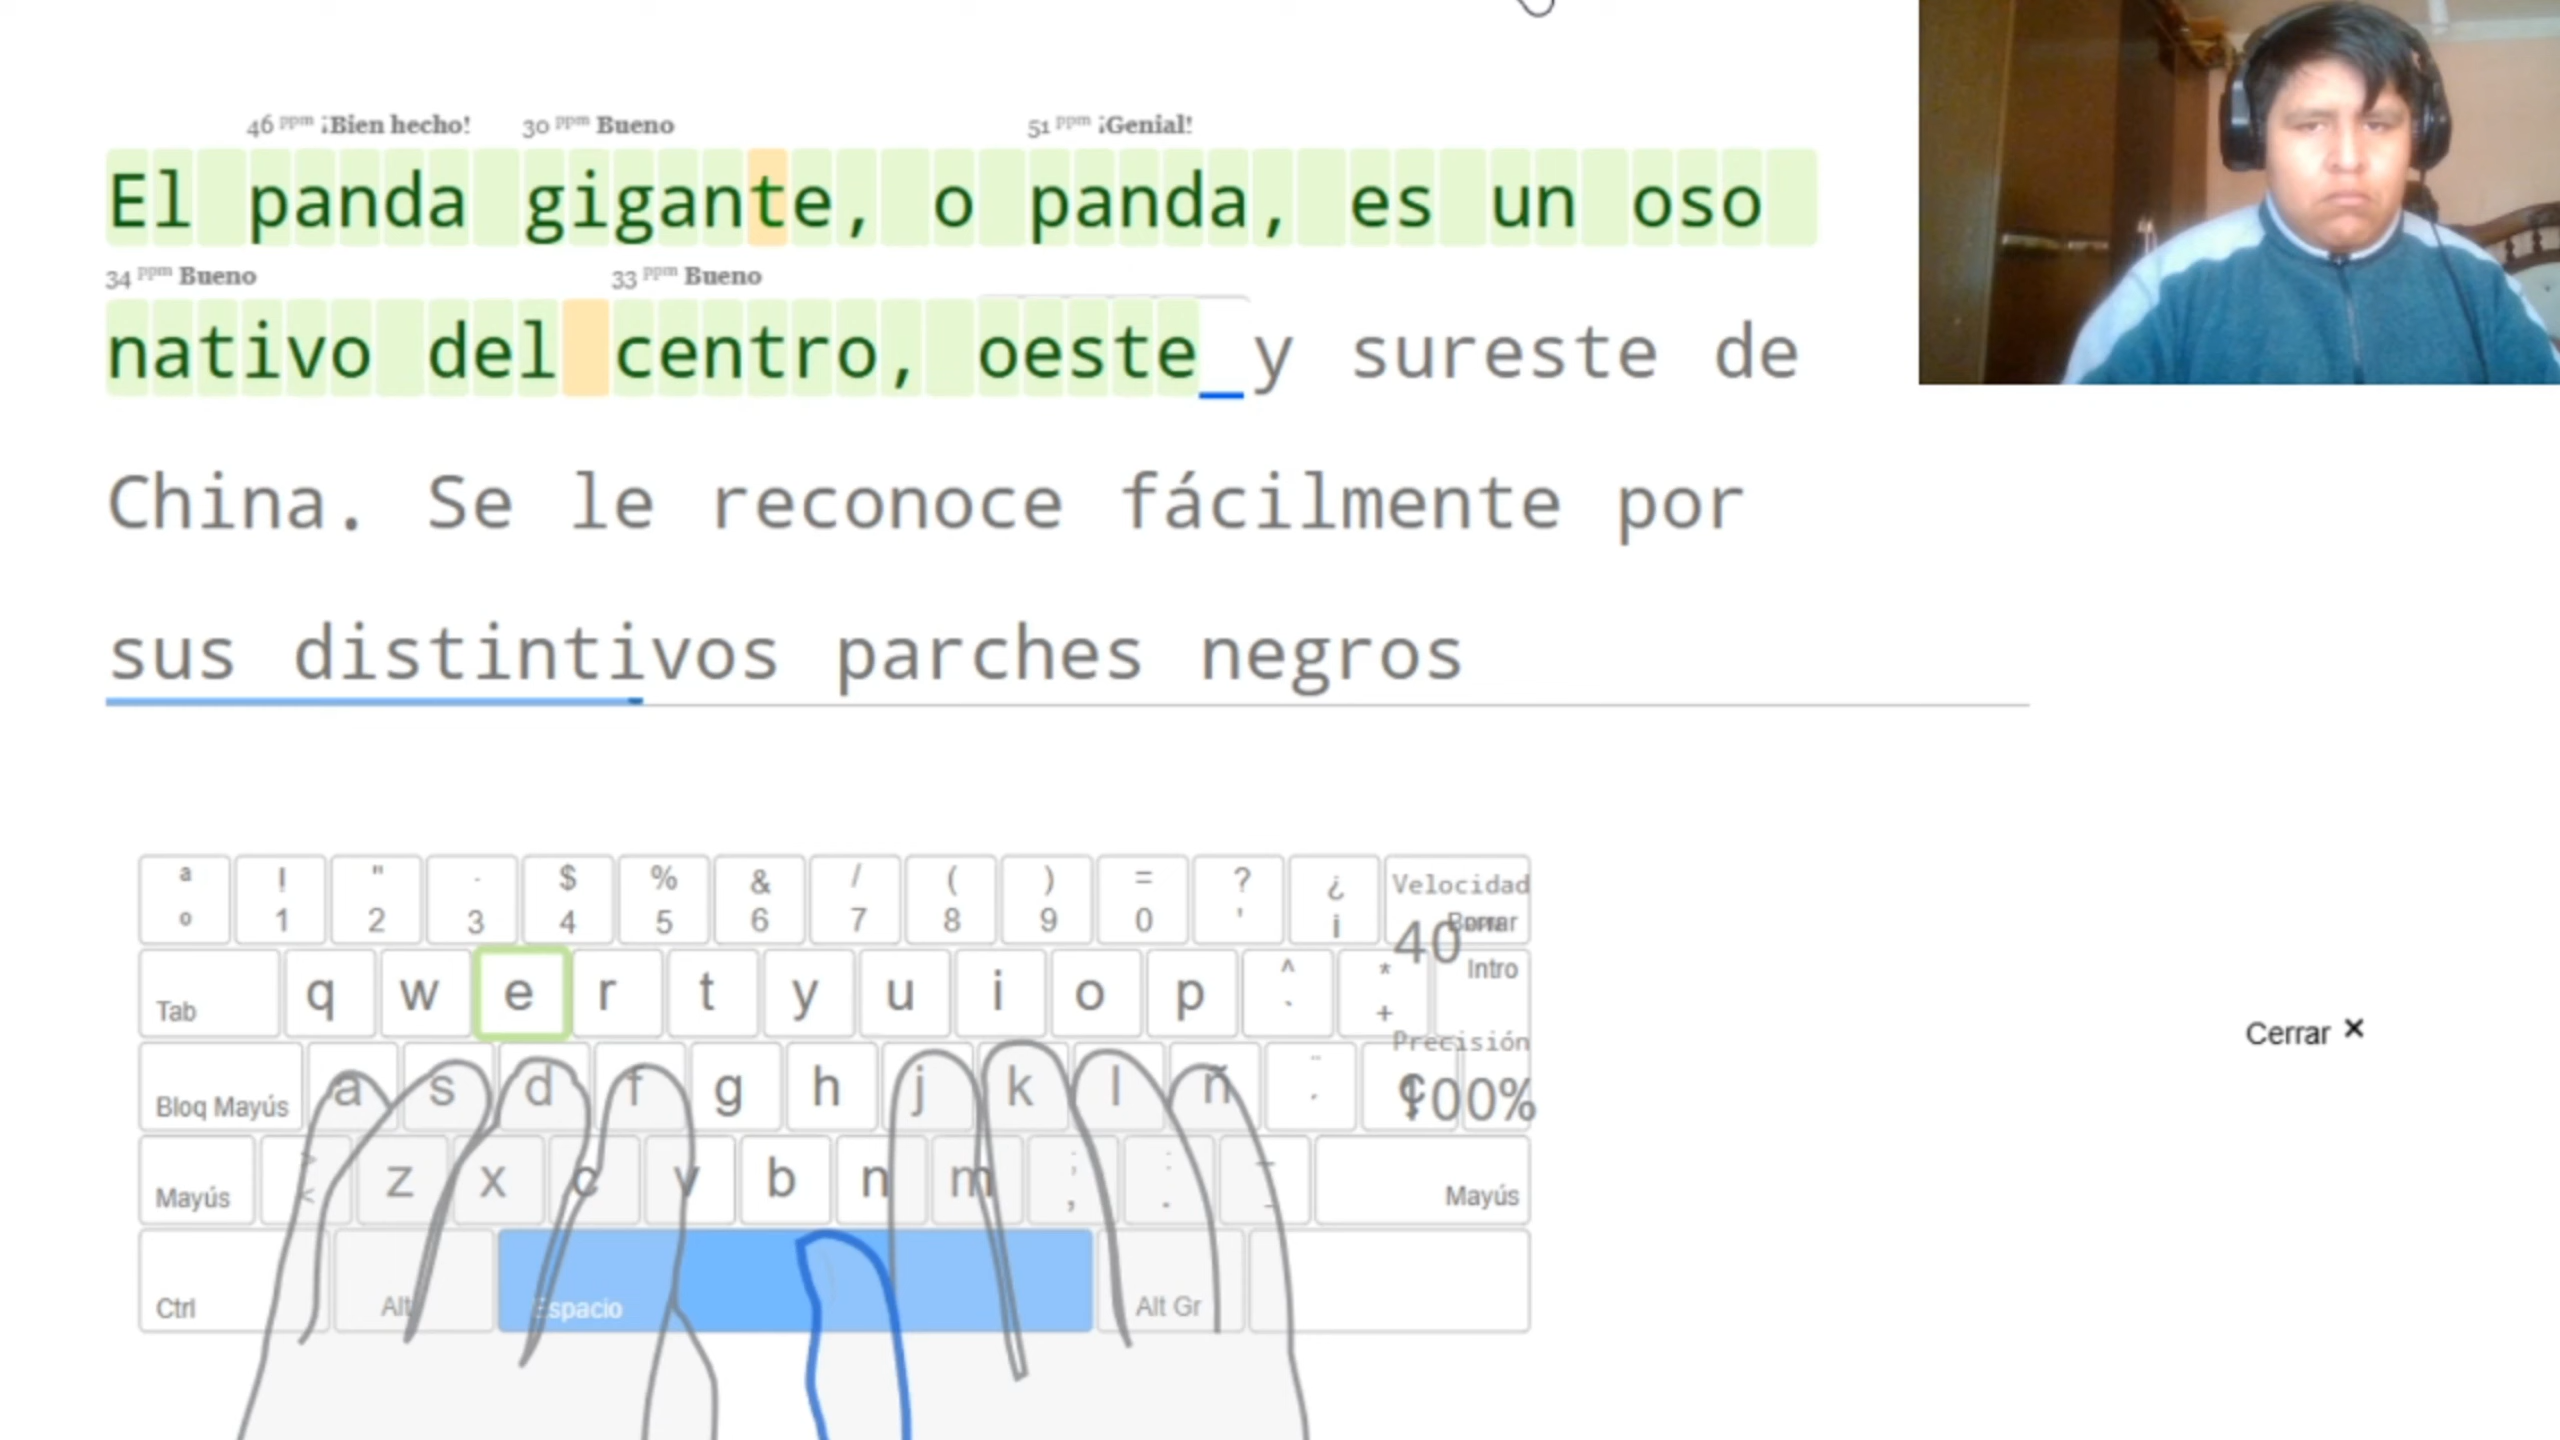 46 ppm ¡Bien hecho! 30 ppm Bueno 51 ppm ¡Genial!
El panda gigante, o panda, es un oso
34 ppm Bueno 33 ppm Bueno
nativo del centro, oeste y sureste de
China. Se le reconoce fácilmente por
sus distintivos parches negros
ª ! " · $ % & / ( ) = ? ¿ Velocidad
º 1 2 3 4 5 6 7 8 9 0 ' ¡ 40 Borrar
Tab q w e r t y u i o p ^ ` * + Intro
Cerrar ×
Precisión
Bloq Mayús a s d f g h j k l ñ ¨ ´ 100%
Mayús > < z x c v b n m ; , : . _ - Mayús
Ctrl Alt Espacio Alt Gr